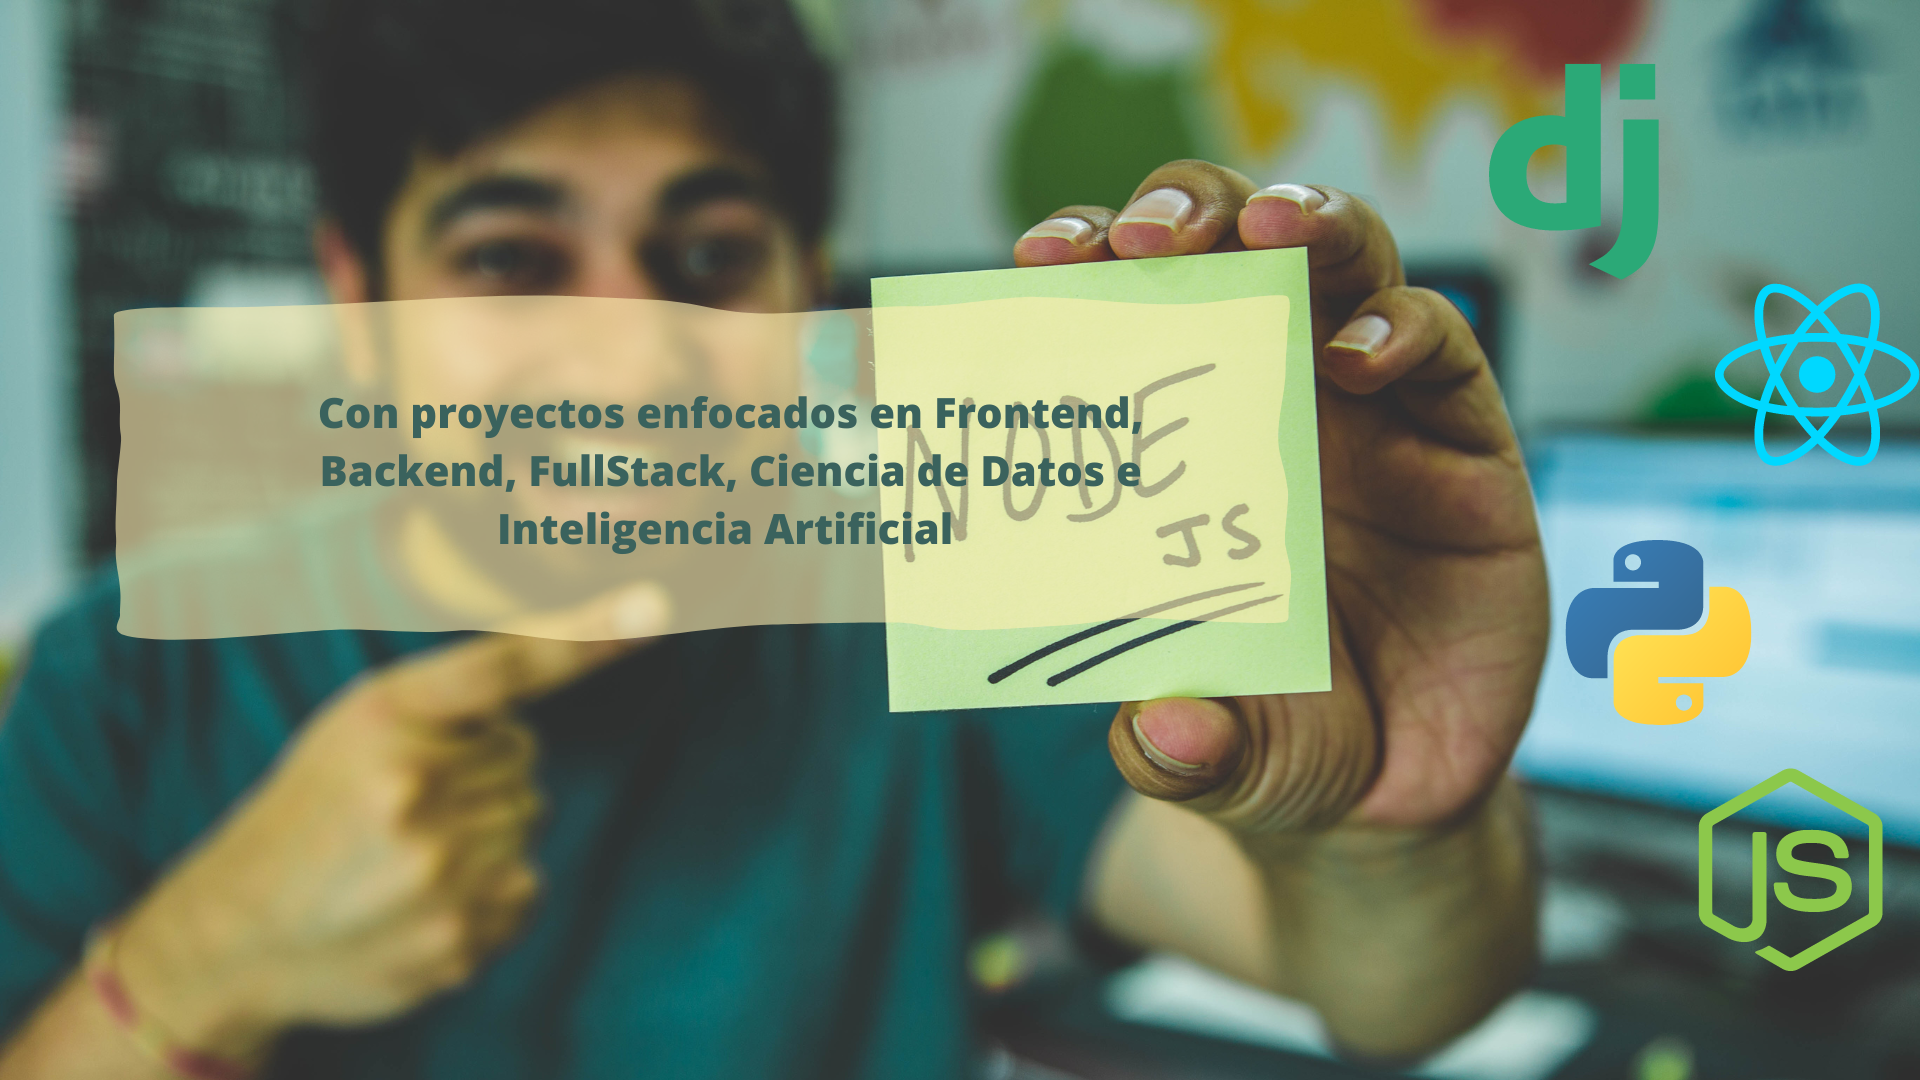 Con proyectos enfocados en Frontend,
Backend, FullStack, Ciencia de Datos e
Inteligencia Artificial
NODE
JS
dj
JS